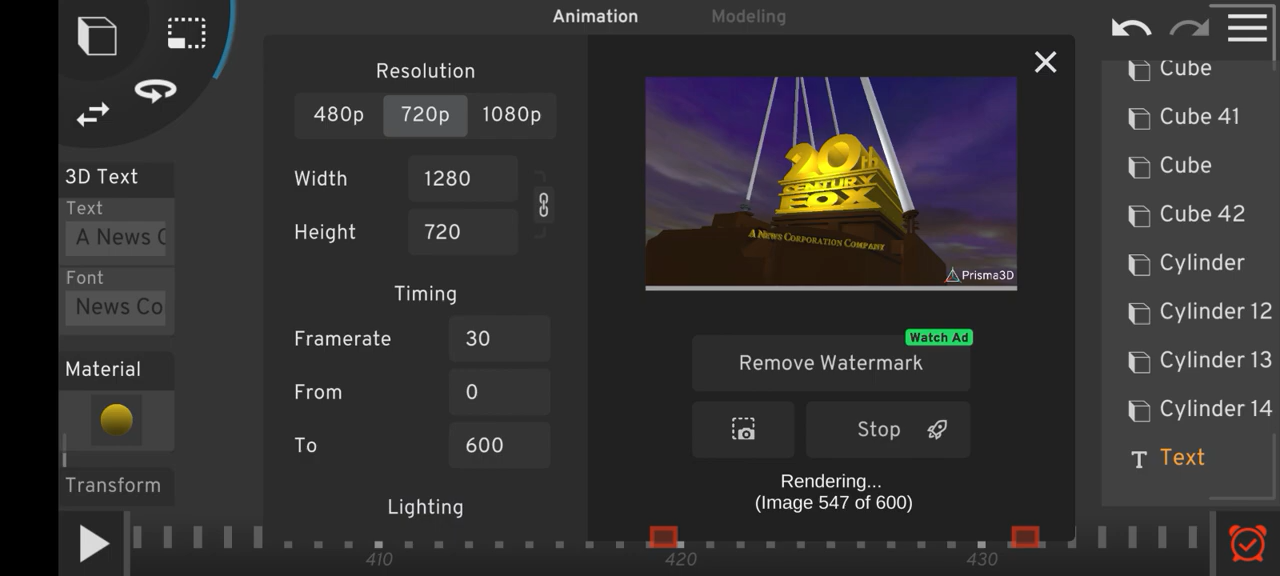 Animation
Modeling
Resolution
480p
720p
1080p
Width
1280
Height
720
Timing
Framerate
30
From
0
To
600
Lighting
3D Text
Text
A News C
Font
News Co
Material
Transform
20th
CENTURY
FOX
A NEWS CORPORATION COMPANY
Prisma3D
Watch Ad
Remove Watermark
Stop
Rendering...
(Image 547 of 600)
Cube
Cube 41
Cube
Cube 42
Cylinder
Cylinder 12
Cylinder 13
Cylinder 14
T Text
410
420
430